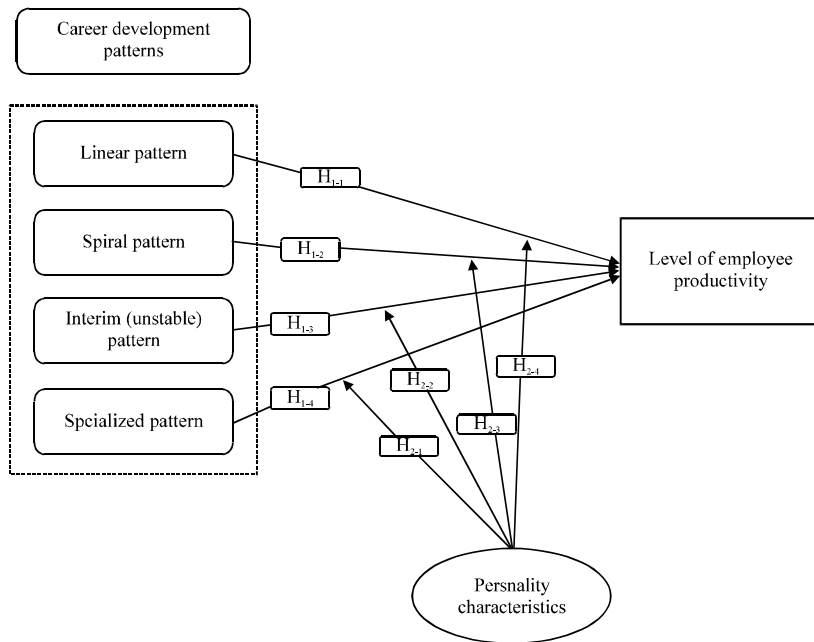 Career development
patterns
Linear pattern
H1-1
Spiral pattern
H1-2
Level of employee
productivity
Interim (unstable)
pattern
H1-3
H2-4
H2-2
Spcialized pattern
H1-4
H2-3
H2-1
Persnality
characteristics